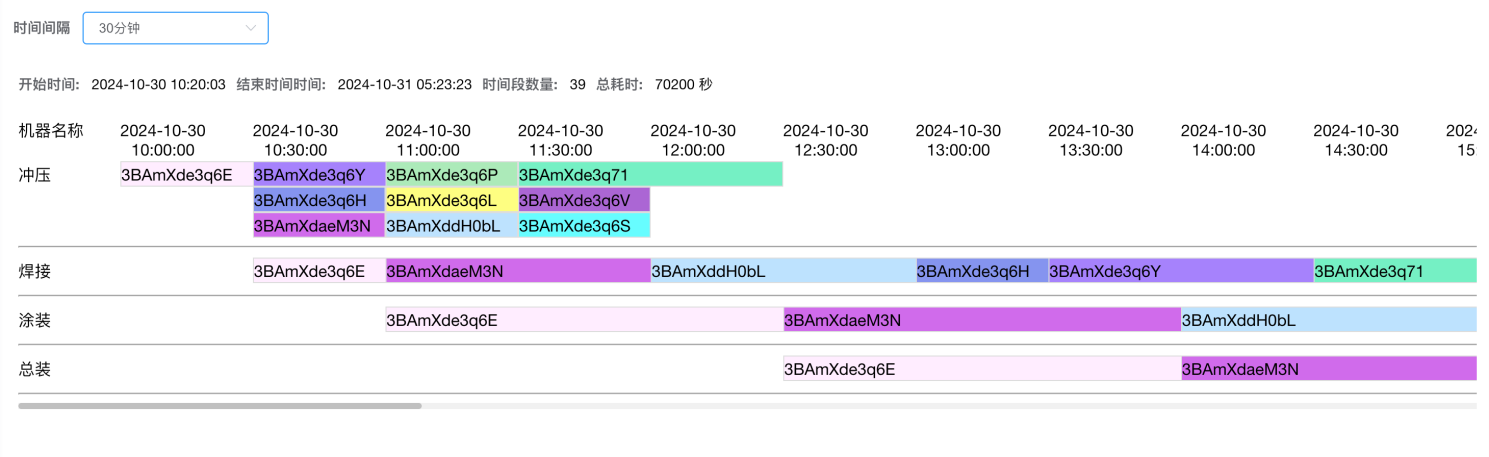 时间间隔 30分钟
开始时间: 2024-10-30 10:20:03 结束时间时间: 2024-10-31 05:23:23 时间段数量: 39 总耗时: 70200 秒
机器名称 2024-10-30 2024-10-30 2024-10-30 2024-10-30 2024-10-30 2024-10-30 2024-10-30 2024-10-30 2024-10-30 2024-10-30 2024
10:00:00 10:30:00 11:00:00 11:30:00 12:00:00 12:30:00 13:00:00 13:30:00 14:00:00 14:30:00 15:
冲压 3BAmXde3q6E 3BAmXde3q6Y 3BAmXde3q6P 3BAmXde3q71
3BAmXde3q6H 3BAmXde3q6L 3BAmXde3q6V
3BAmXdaeM3N 3BAmXddH0bL 3BAmXde3q6S
焊接 3BAmXde3q6E 3BAmXdaeM3N 3BAmXddH0bL 3BAmXde3q6H 3BAmXde3q6Y 3BAmXde3q71
涂装 3BAmXde3q6E 3BAmXdaeM3N 3BAmXddH0bL
总装 3BAmXde3q6E 3BAmXdaeM3N